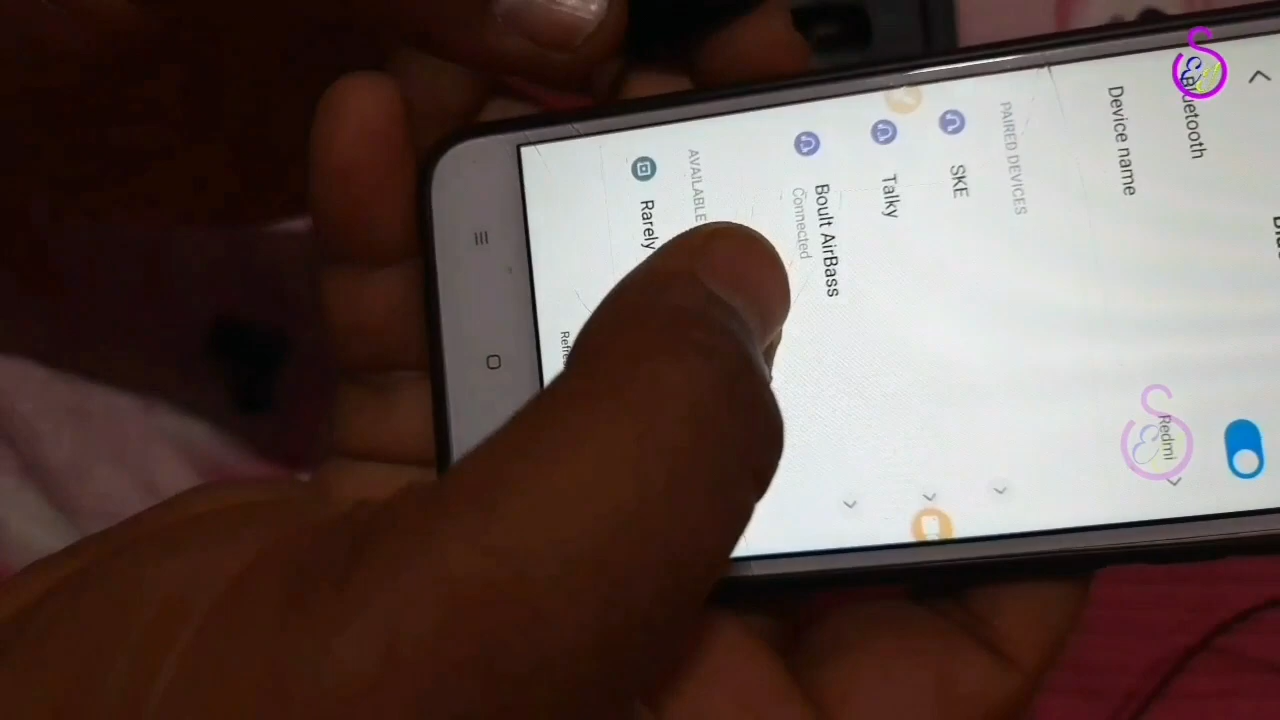 Bluetooth
Device name
Redmi
PAIRED DEVICES
SKE
Talky
Boult AirBass
Connected
AVAILABLE
Rarely